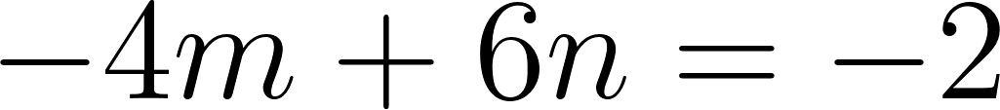 −4m + 6n = −2